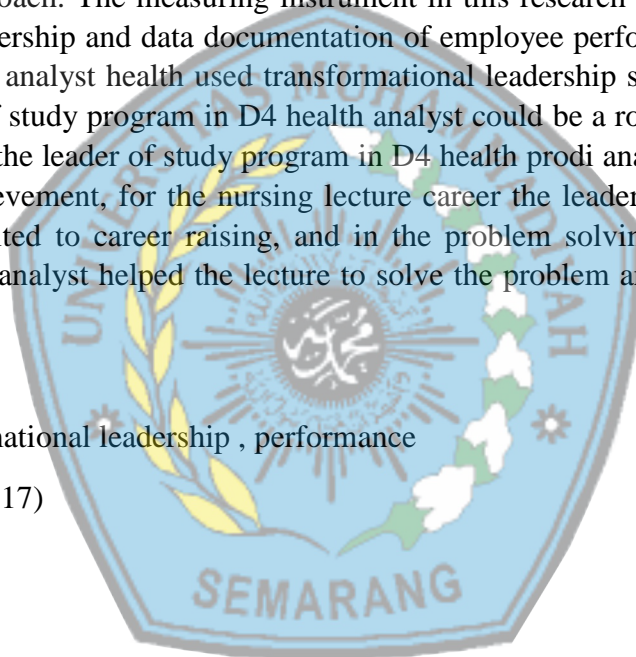 oach. The measuring instrument in this research
ership and data documentation of employee perfo
analyst health used transformational leadership s
f study program in D4 health analyst could be a ro
the leader of study program in D4 health prodi ana
evement, for the nursing lecture career the leader
ted to career raising, and in the problem solvin
analyst helped the lecture to solve the problem a
national leadership , performance
17)
UNIVERSITAS MUHAMMADIYAH
SEMARANG